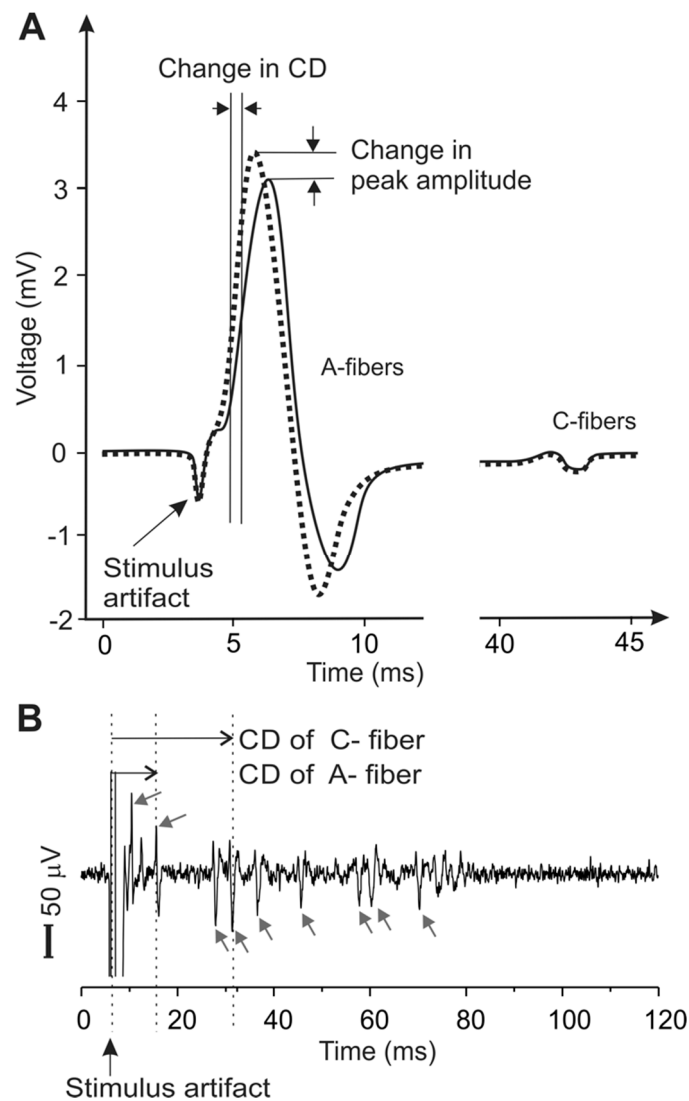 A
Change in CD
4
3
2
1
0
-1
-2
Voltage (mV)
Change in
peak amplitude
A-fibers
C-fibers
Stimulus
artifact
0 5 10 40 45
Time (ms)
B
CD of C- fiber
CD of A- fiber
50 µV
0 20 40 60 80 100 120
Time (ms)
Stimulus artifact